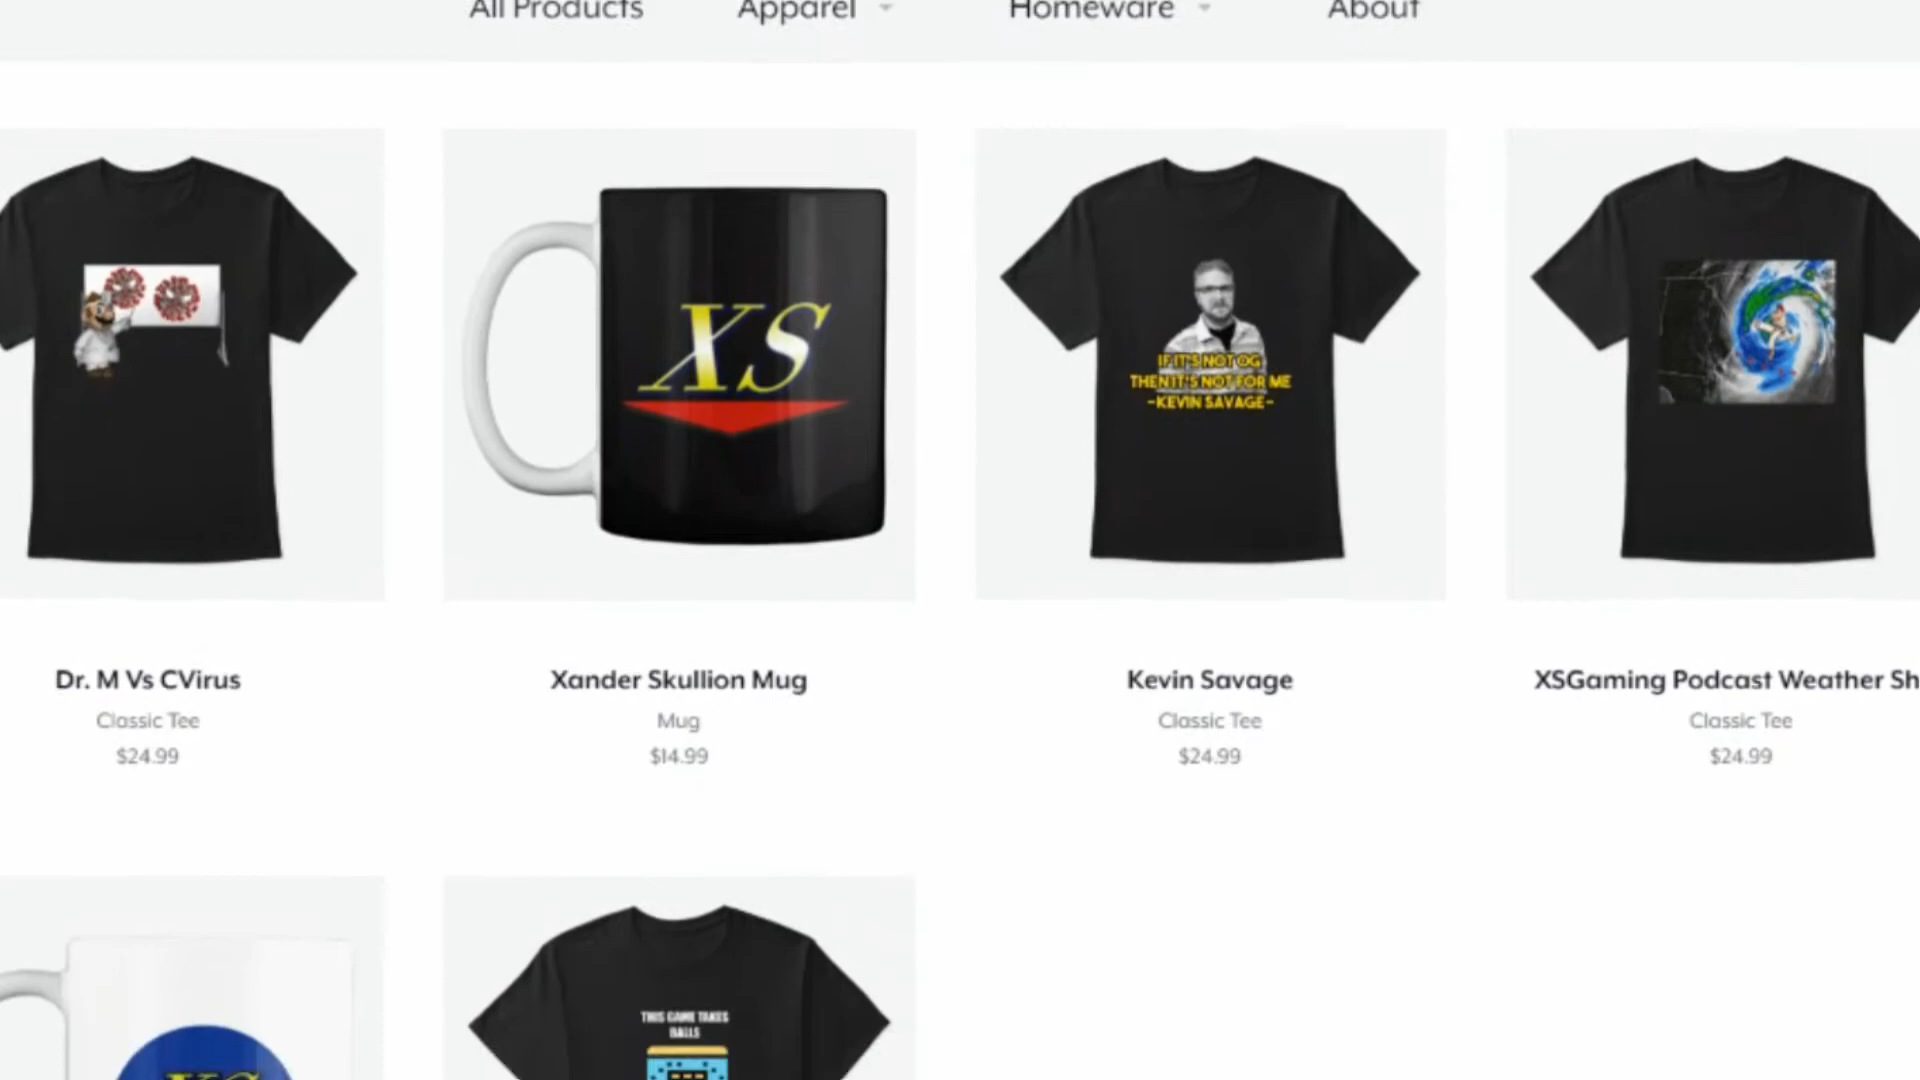 All Products Apparel Homeware About
XS
IF IT'S NOT OG
THEN IT'S NOT FOR ME
-KEVIN SAVAGE-
Dr. M Vs CVirus
Classic Tee
$24.99
Xander Skullion Mug
Mug
$14.99
Kevin Savage
Classic Tee
$24.99
XSGaming Podcast Weather Sh
Classic Tee
$24.99
XS
THIS GAME TAKES
BALLS